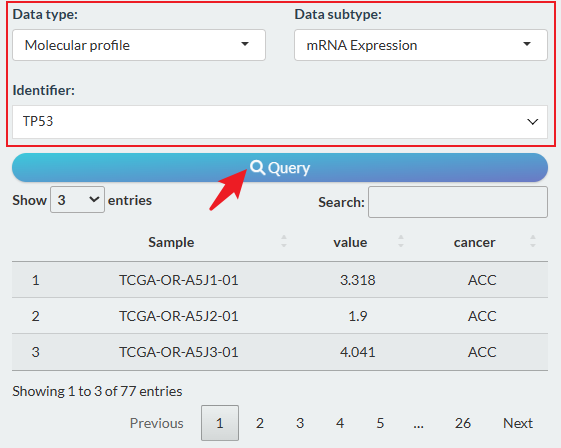 Data type: Data subtype:
Molecular profile mRNA Expression
Identifier:
TP53
Query
Show 3 entries Search:
Sample value cancer
1 TCGA-OR-A5J1-01 3.318 ACC
2 TCGA-OR-A5J2-01 1.9 ACC
3 TCGA-OR-A5J3-01 4.041 ACC
Showing 1 to 3 of 77 entries
Previous 1 2 3 4 5 ... 26 Next